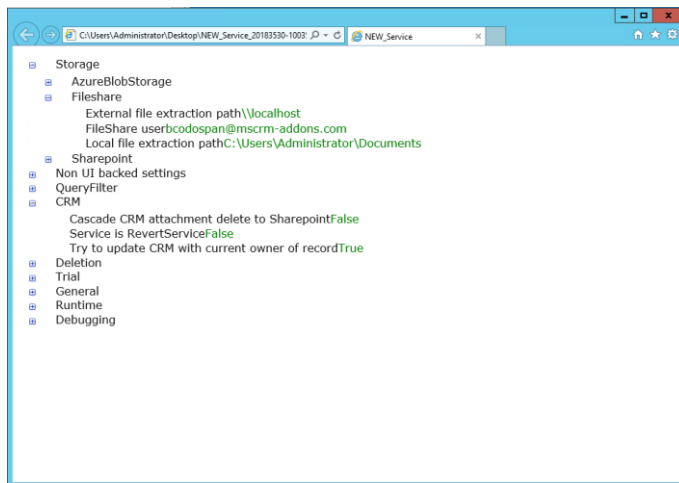 C:\Users\Administrator\Desktop\NEW_Service_20183530-1003
NEW_Service
Storage
AzureBlobStorage
Fileshare
External file extraction path\\localhost
FileShare userbcodospan@mscrm-addons.com
Local file extraction pathC:\Users\Administrator\Documents
Sharepoint
Non UI backed settings
QueryFilter
CRM
Cascade CRM attachment delete to SharepointFalse
Service is RevertServiceFalse
Try to update CRM with current owner of recordTrue
Deletion
Trial
General
Runtime
Debugging